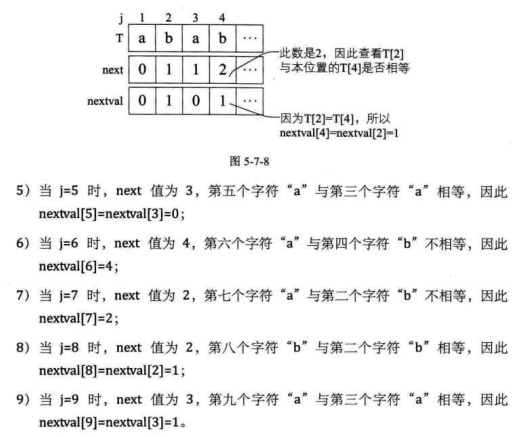 j 1 2 3 4
T a b a b …
next 0 1 1 2 …
此数是2，因此查看T[2]
与本位置的T[4]是否相等
nextval 0 1 0 1 …
因为T[2]=T[4]，所以
nextval[4]=nextval[2]=1
图 5-7-8
5）当 j=5 时，next 值为 3，第五个字符“a”与第三个字符“a”相等，因此
nextval[5]=nextval[3]=0；
6）当 j=6 时，next 值为 4，第六个字符“a”与第四个字符“b”不相等，因此
nextval[6]=4；
7）当 j=7 时，next 值为 2，第七个字符“a”与第二个字符“b”不相等，因此
nextval[7]=2；
8）当 j=8 时，next 值为 2，第八个字符“b”与第二个字符“b”相等，因此
nextval[8]=nextval[2]=1；
9）当 j=9 时，next 值为 3，第九个字符“a”与第三个字符“a”相等，因此
nextval[9]=nextval[3]=1。